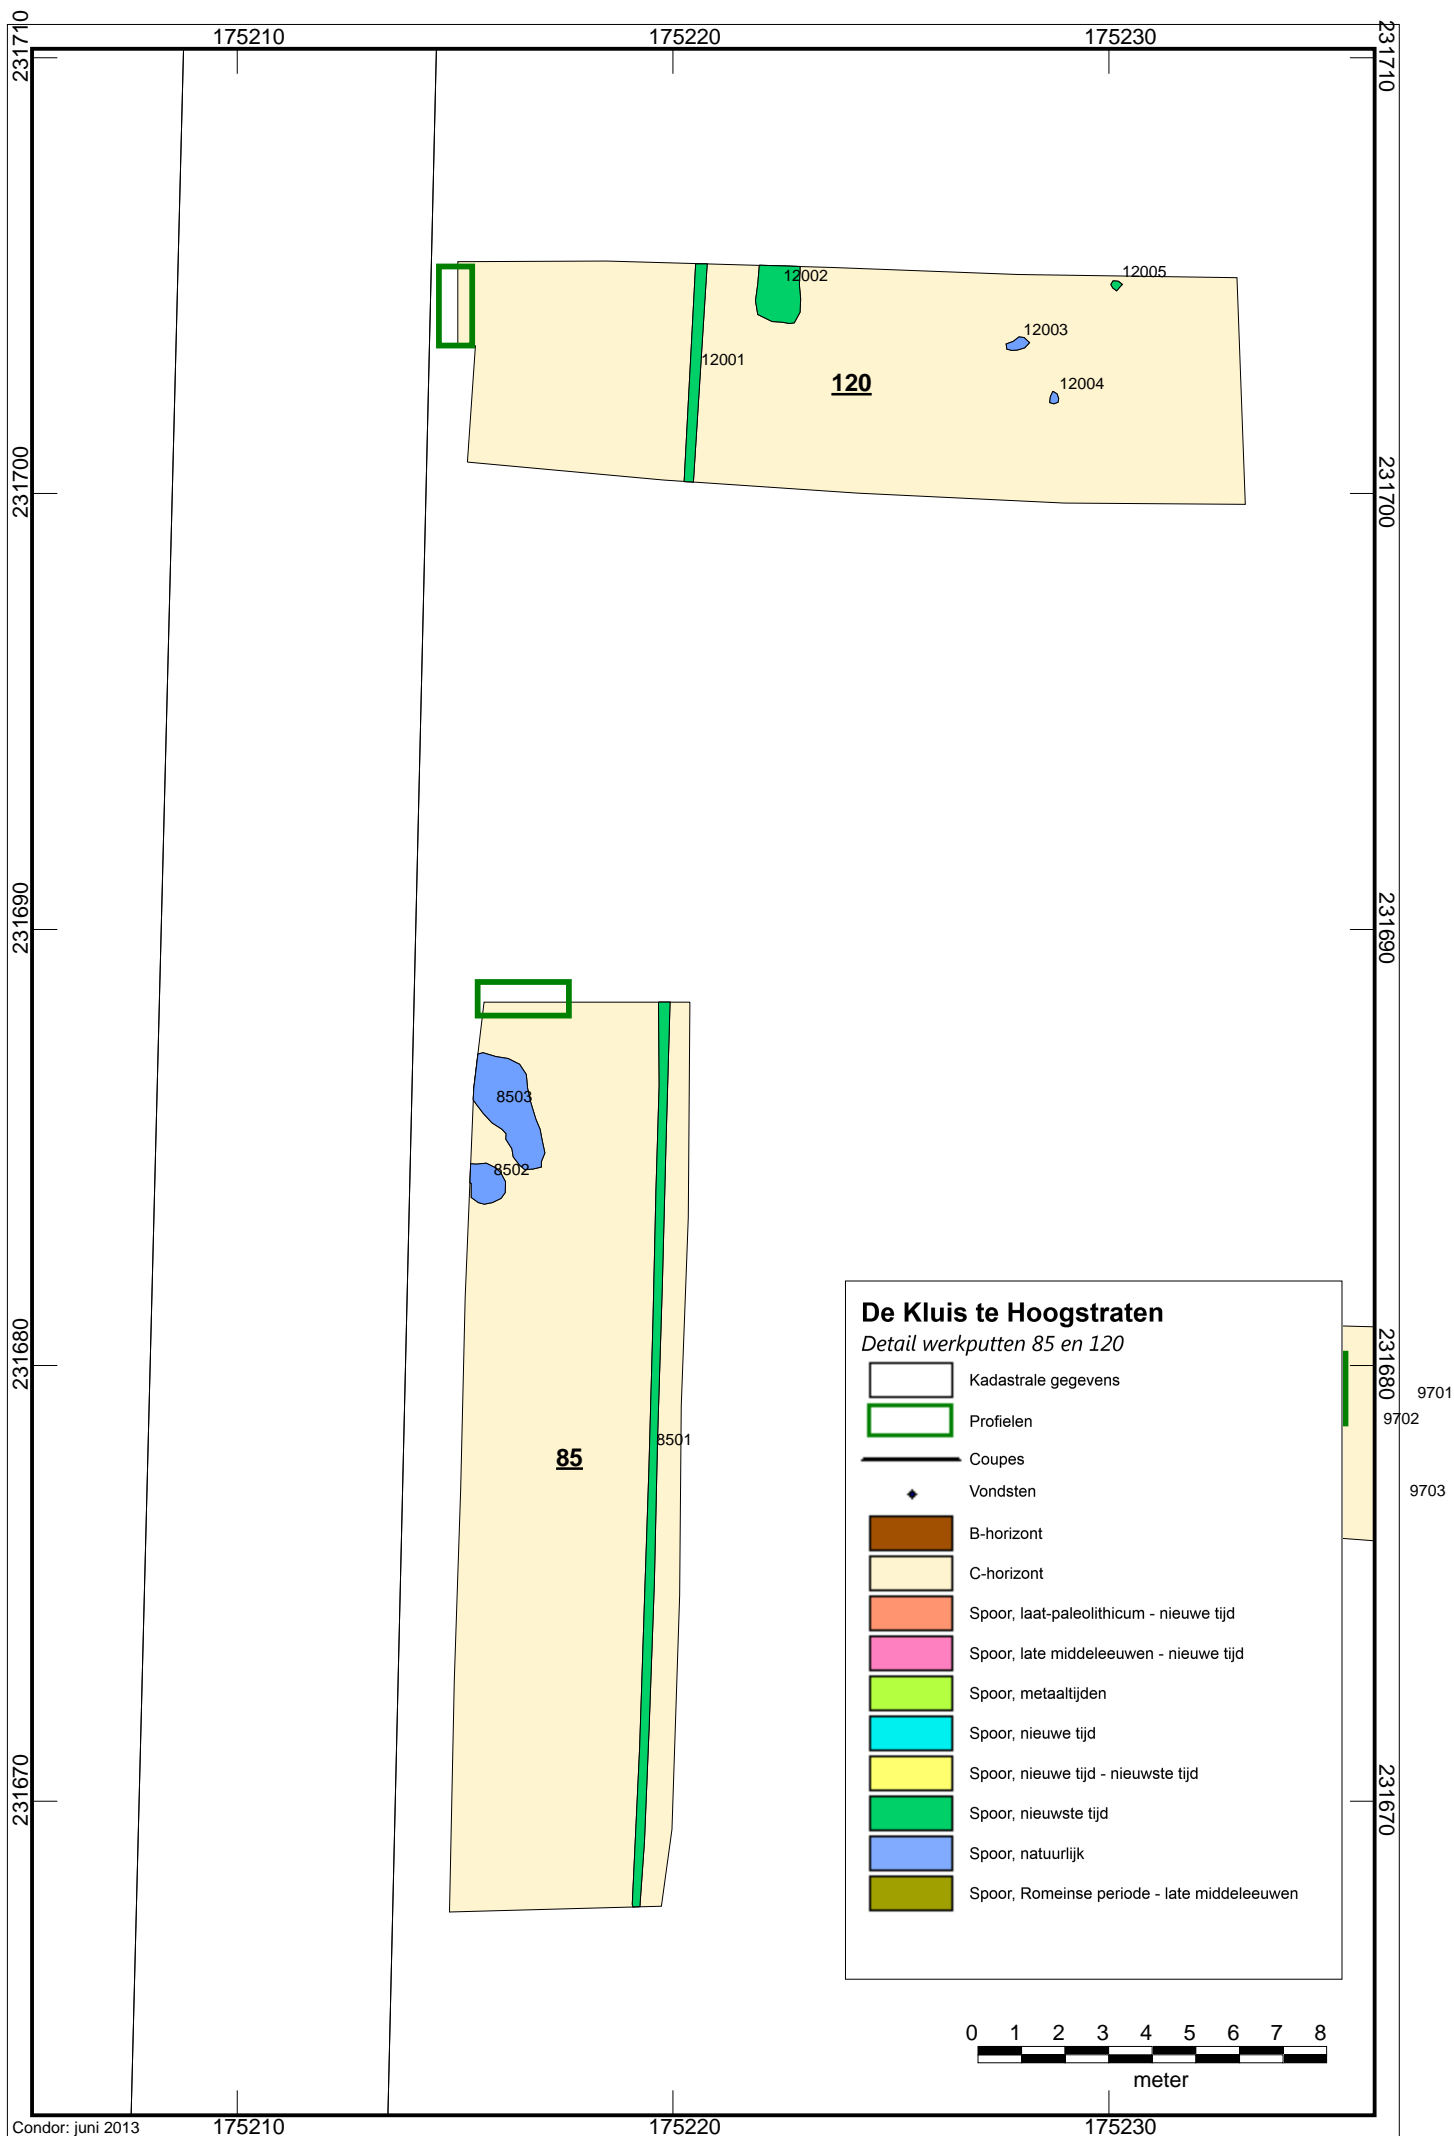 175210
175220
175230
231710
231710
12002
12005
12003
12001
12004
120
231700
231700
231690
231690
8503
8502
De Kluis te Hoogstraten
Detail werkputten 85 en 120
231680
231680
Kadastrale gegevens
9701
9702
Profielen
8501
85
Coupes
Vondsten
9703
B-horizont
C-horizont
Spoor, laat-paleolithicum - nieuwe tijd
Spoor, late middeleeuwen - nieuwe tijd
Spoor, metaaltijden
Spoor, nieuwe tijd
Spoor, nieuwe tijd - nieuwste tijd
231670
231670
Spoor, nieuwste tijd
Spoor, natuurlijk
Spoor, Romeinse periode - late middeleeuwen
0 1 2 3 4 5 6 7 8
meter
Condor: juni 2013
175210
175220
175230